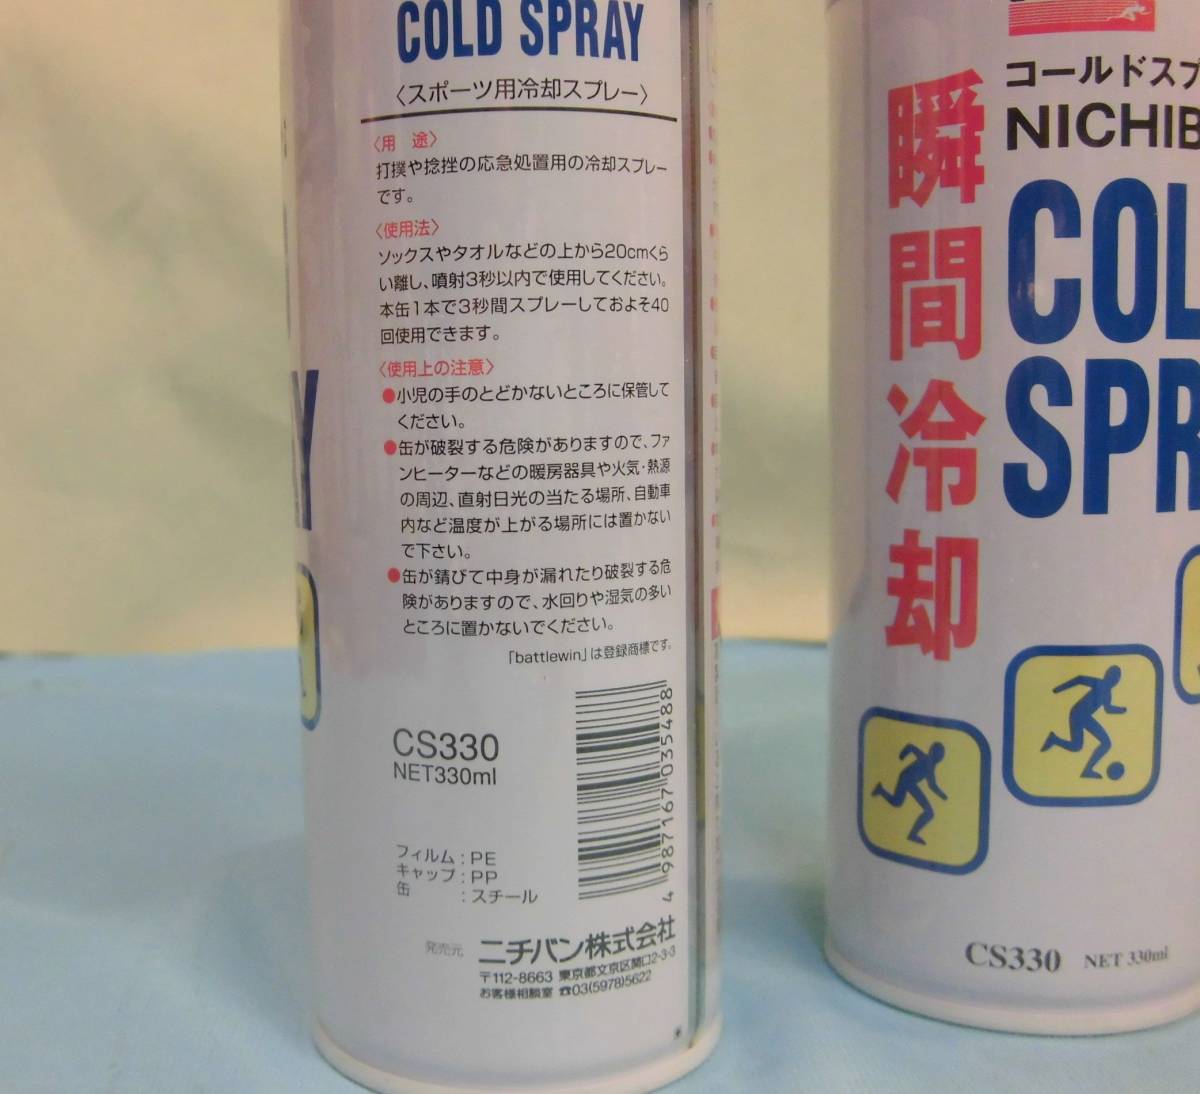 COLD SPRAY
〈スポーツ用冷却スプレー〉
〈用 途〉
打撲や捻挫の応急処置用の冷却スプレー
です。
〈使用法〉
ソックスやタオルなどの上から20cmくら
い離し、噴射3秒以内で使用してください。
本缶1本で3秒間スプレーしておよそ40
回使用できます。
〈使用上の注意〉
●小児の手のとどかないところに保管して
ください。
●缶が破裂する危険がありますので、ファ
ンヒーターなどの暖房器具や火気・熱源
の周辺、直射日光の当たる場所、自動車
内など温度が上がる場所には置かない
で下さい。
●缶が錆びて中身が漏れたり破裂する危
険がありますので、水回りや湿気の多い
ところに置かないでください。
「battlewin」は登録商標です。
CS330
NET330ml
4 987167 035488
フィルム : PE
キャップ : PP
缶 : スチール
発売元 ニチバン株式会社
〒112-8663 東京都文京区関口2-3-3
お客様相談室 ☎03(5978)5622
AY
コールドスプ
NICHIB
瞬間冷却
COL
SPR
CS330 NET 330ml